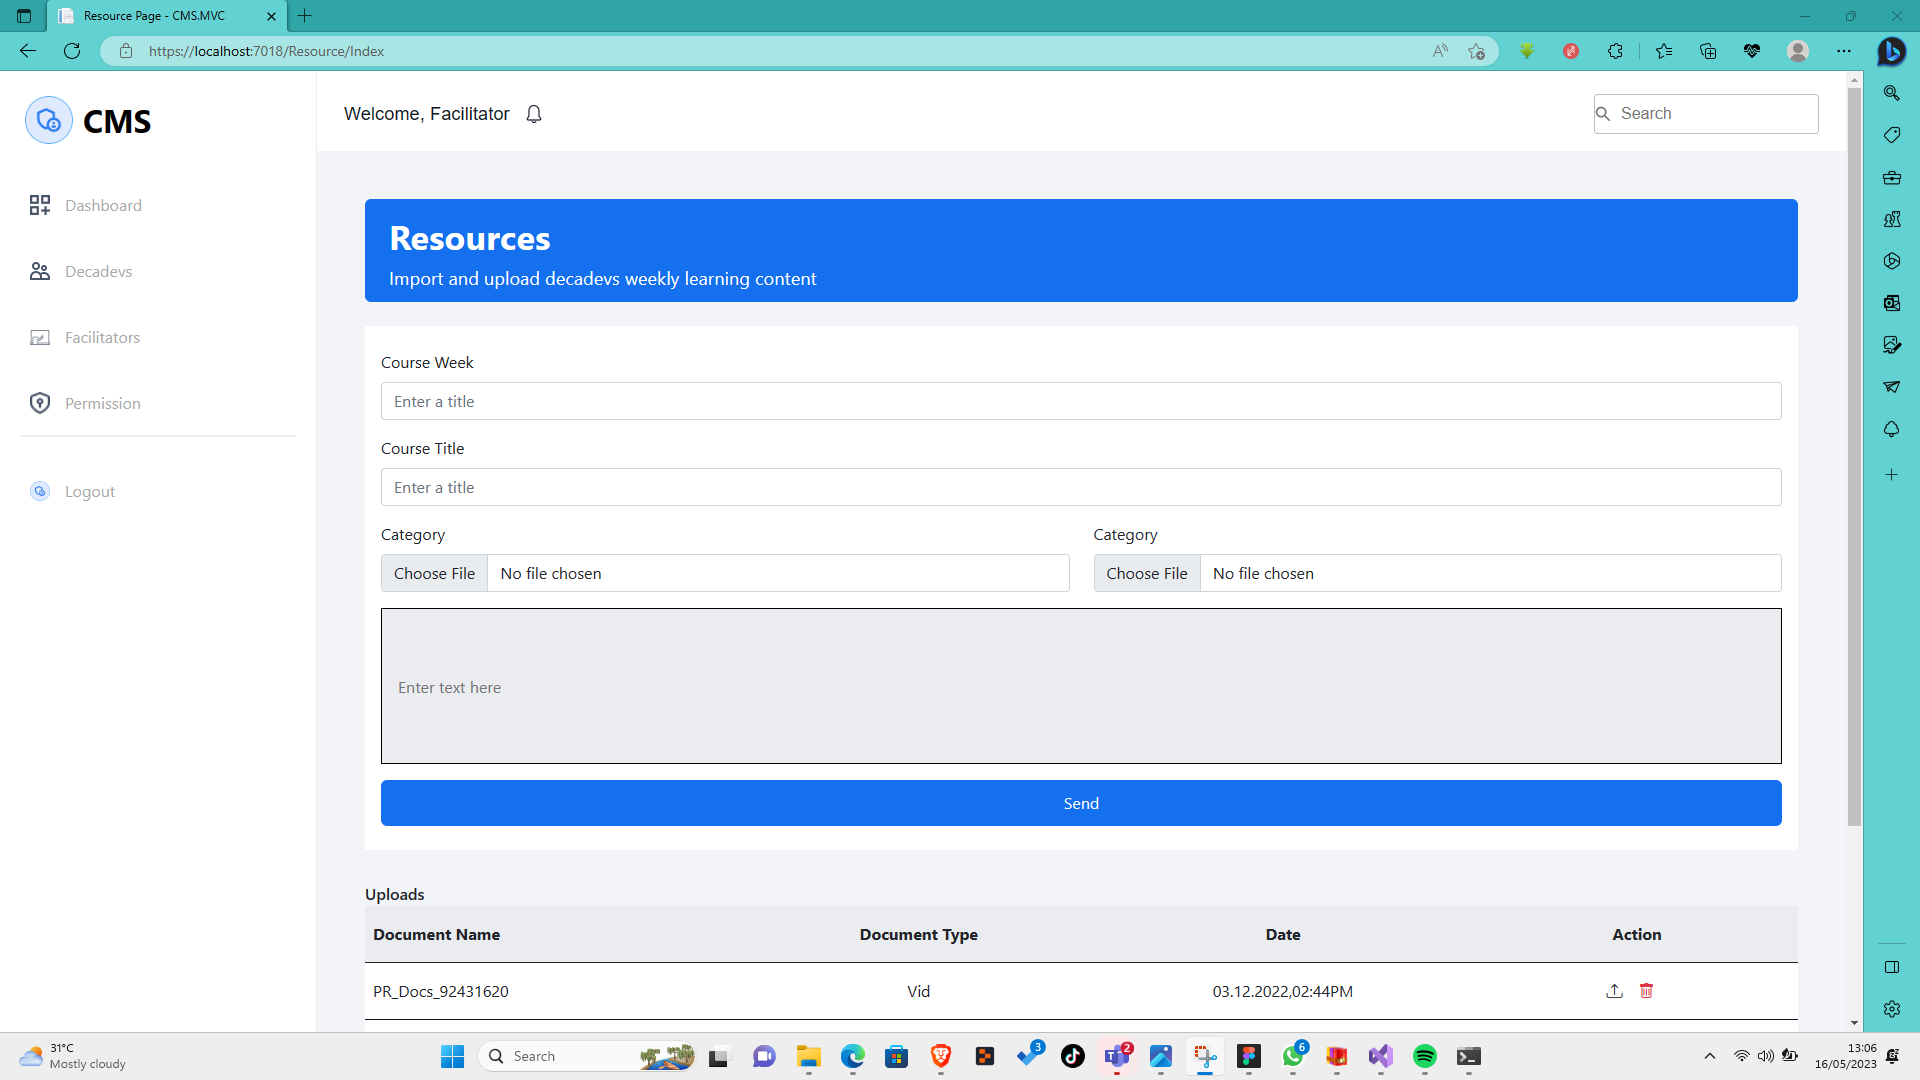 Resource Page - CMS.MVC
https://localhost:7018/Resource/Index
CMS
Welcome, Facilitator
Search
Dashboard
Decadevs
Facilitators
Permission
Logout
Resources
Import and upload decadevs weekly learning content
Course Week
Enter a title
Course Title
Enter a title
Category
Category
Choose File No file chosen
Choose File No file chosen
Enter text here
Send
Uploads
Document Name Document Type Date Action
PR_Docs_92431620 Vid 03.12.2022,02:44PM
31°C
Mostly cloudy
Search
3
2
6
13:06
16/05/2023